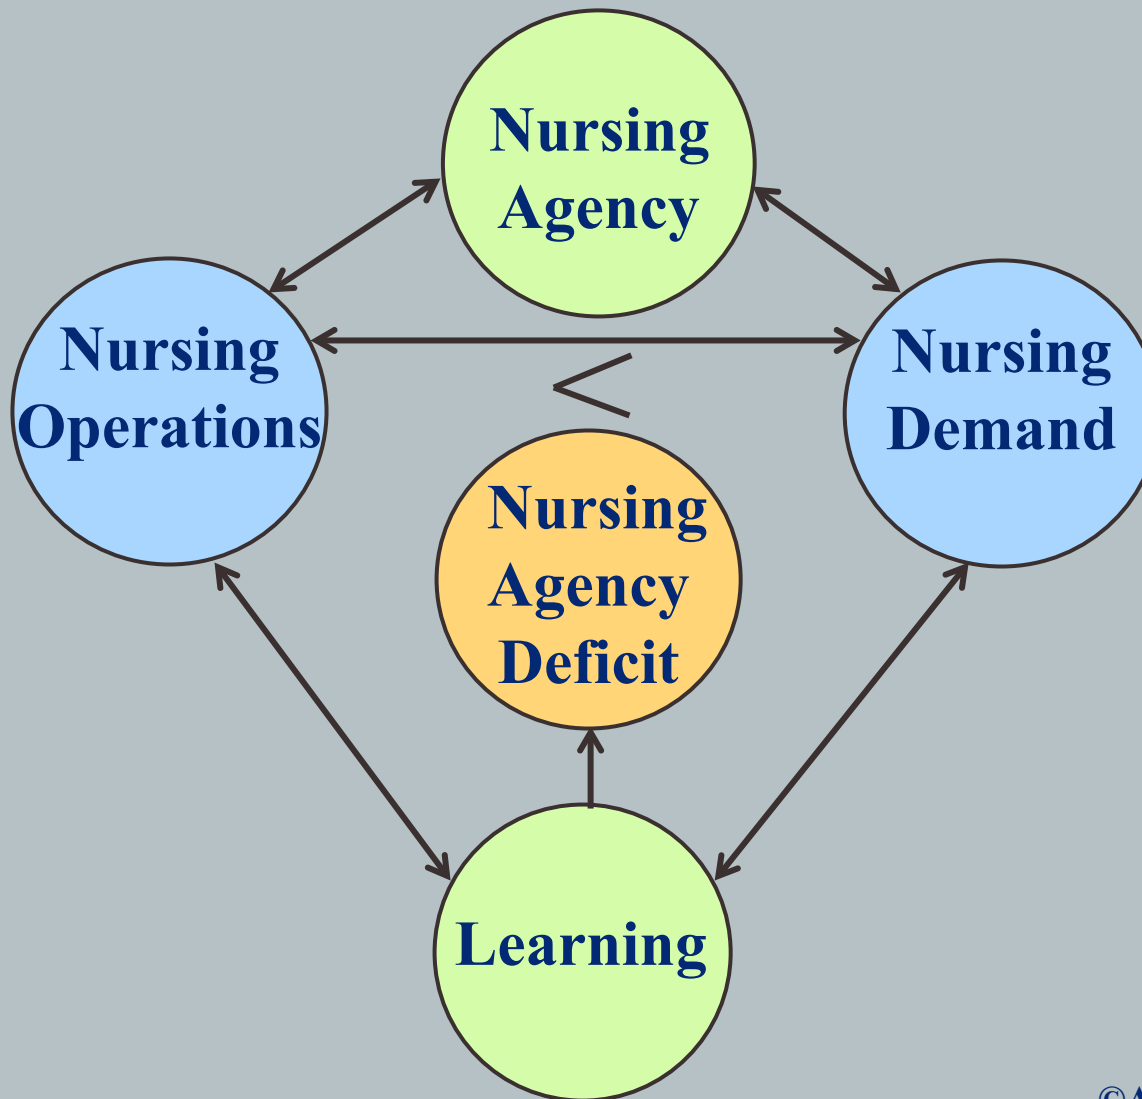 Nursing
Agency
Nursing
Operations
<
Nursing
Demand
Nursing
Agency
Deficit
Learning
©A